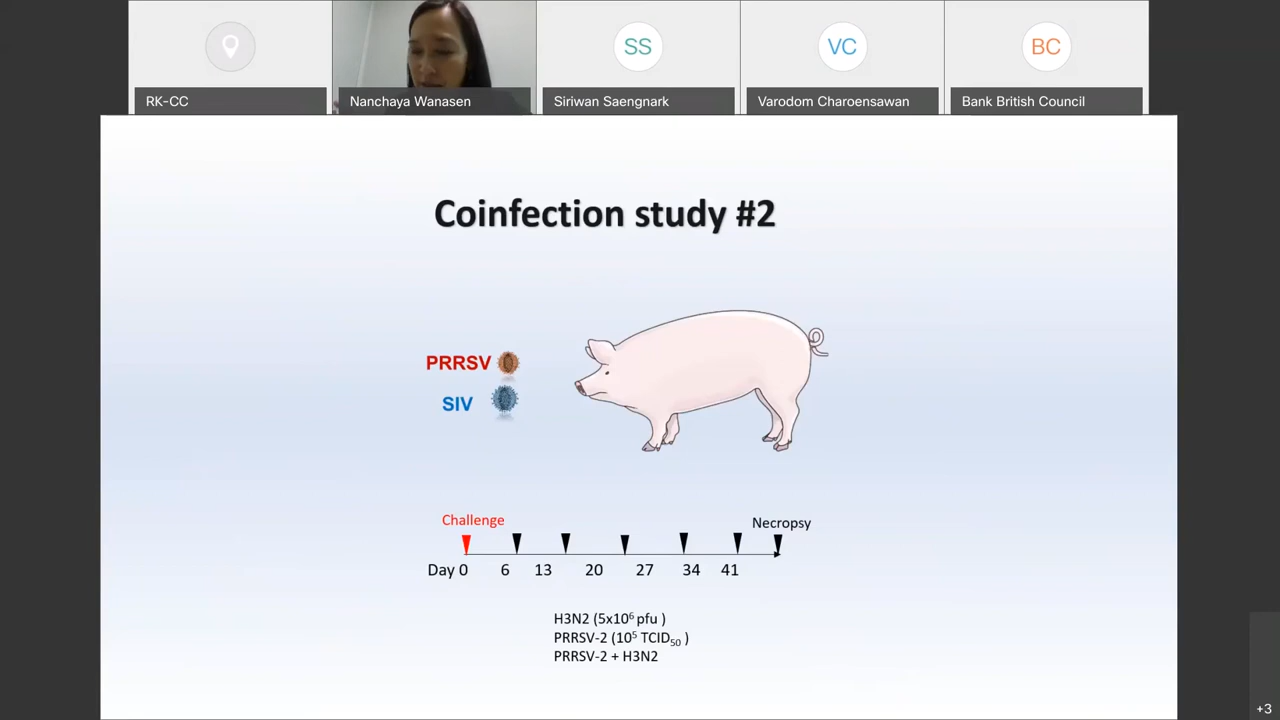 SS
VC
BC
RK-CC
Nanchaya Wanasen
Siriwan Saengnark
Varodom Charoensawan
Bank British Council
Coinfection study #2
PRRSV
SIV
Challenge
Necropsy
Day 0 6 13 20 27 34 41
H3N2 (5x10⁶ pfu )
PRRSV-2 (10⁵ TCID₅₀ )
PRRSV-2 + H3N2
+3